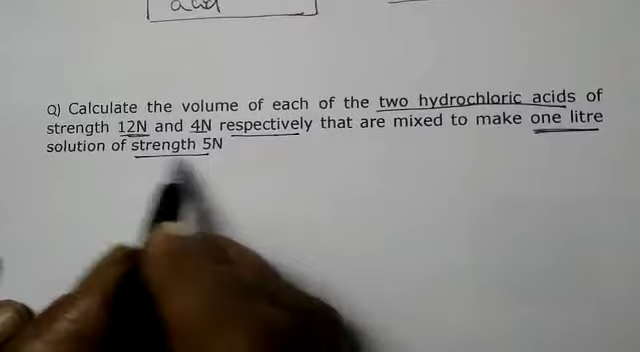 acid
Q) Calculate the volume of each of the two hydrochloric acids of
strength 12N and 4N respectively that are mixed to make one litre
solution of strength 5N